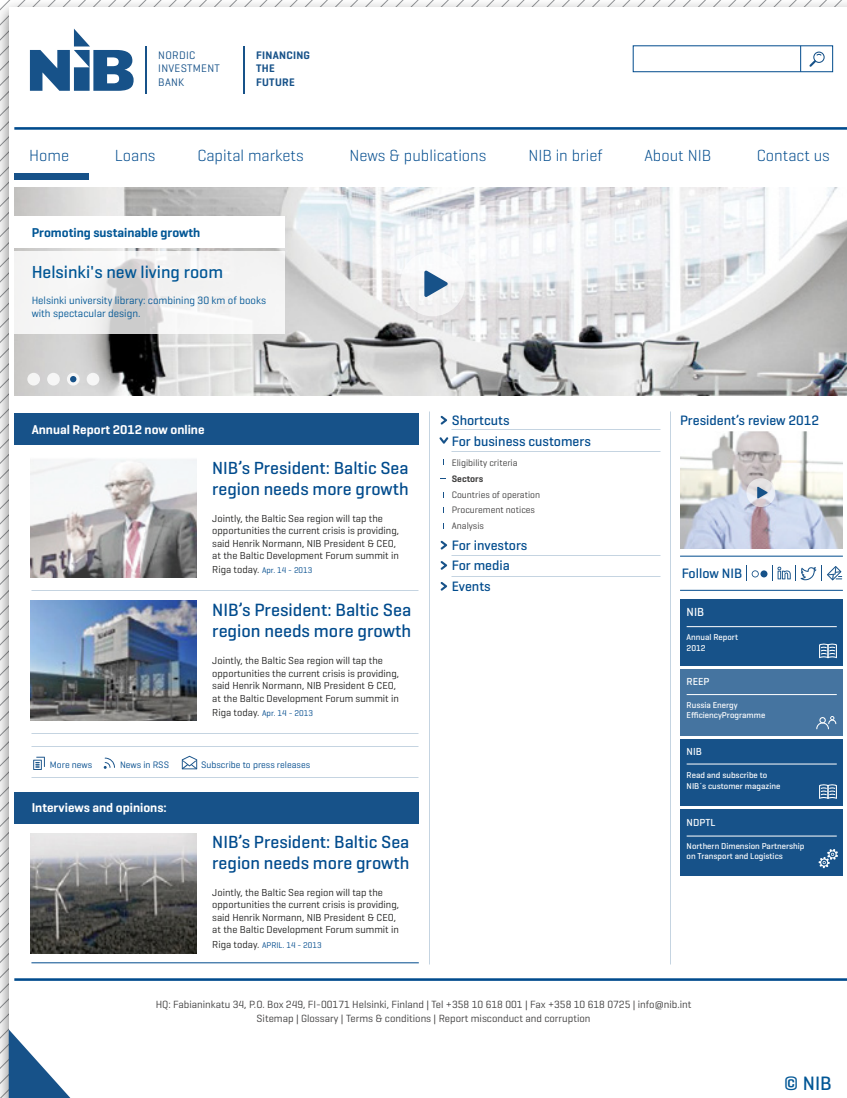 NiB
NORDIC
INVESTMENT
BANK
FINANCING
THE
FUTURE
Home
Loans
Capital markets
News & publications
NIB in brief
About NIB
Contact us
Promoting sustainable growth
Helsinki's new living room
Helsinki university library: combining 30 km of books
with spectacular design.
Annual Report 2012 now online
NIB’s President: Baltic Sea
region needs more growth
Jointly, the Baltic Sea region will tap the
opportunities the current crisis is providing,
said Henrik Normann, NIB President & CEO,
at the Baltic Development Forum summit in
Riga today. Apr. 14 - 2013
NIB’s President: Baltic Sea
region needs more growth
Jointly, the Baltic Sea region will tap the
opportunities the current crisis is providing,
said Henrik Normann, NIB President & CEO,
at the Baltic Development Forum summit in
Riga today. Apr. 14 - 2013
More news
News in RSS
Subscribe to press releases
Interviews and opinions:
NIB’s President: Baltic Sea
region needs more growth
Jointly, the Baltic Sea region will tap the
opportunities the current crisis is providing,
said Henrik Normann, NIB President & CEO,
at the Baltic Development Forum summit in
Riga today. APRIL. 14 - 2013
Shortcuts
For business customers
Eligibility criteria
Sectors
Countries of operation
Procurement notices
Analysis
For investors
For media
Events
President’s review 2012
Follow NIB
in
NIB
Annual Report
2012
REEP
Russia Energy
EfficiencyProgramme
NIB
Read and subscribe to
NIB´s customer magazine
NDPTL
Northern Dimension Partnership
on Transport and Logistics
HQ: Fabianinkatu 34, P.O. Box 249, FI-00171 Helsinki, Finland | Tel +358 10 618 001 | Fax +358 10 618 0725 | info@nib.int
Sitemap | Glossary | Terms & conditions | Report misconduct and corruption
© NIB